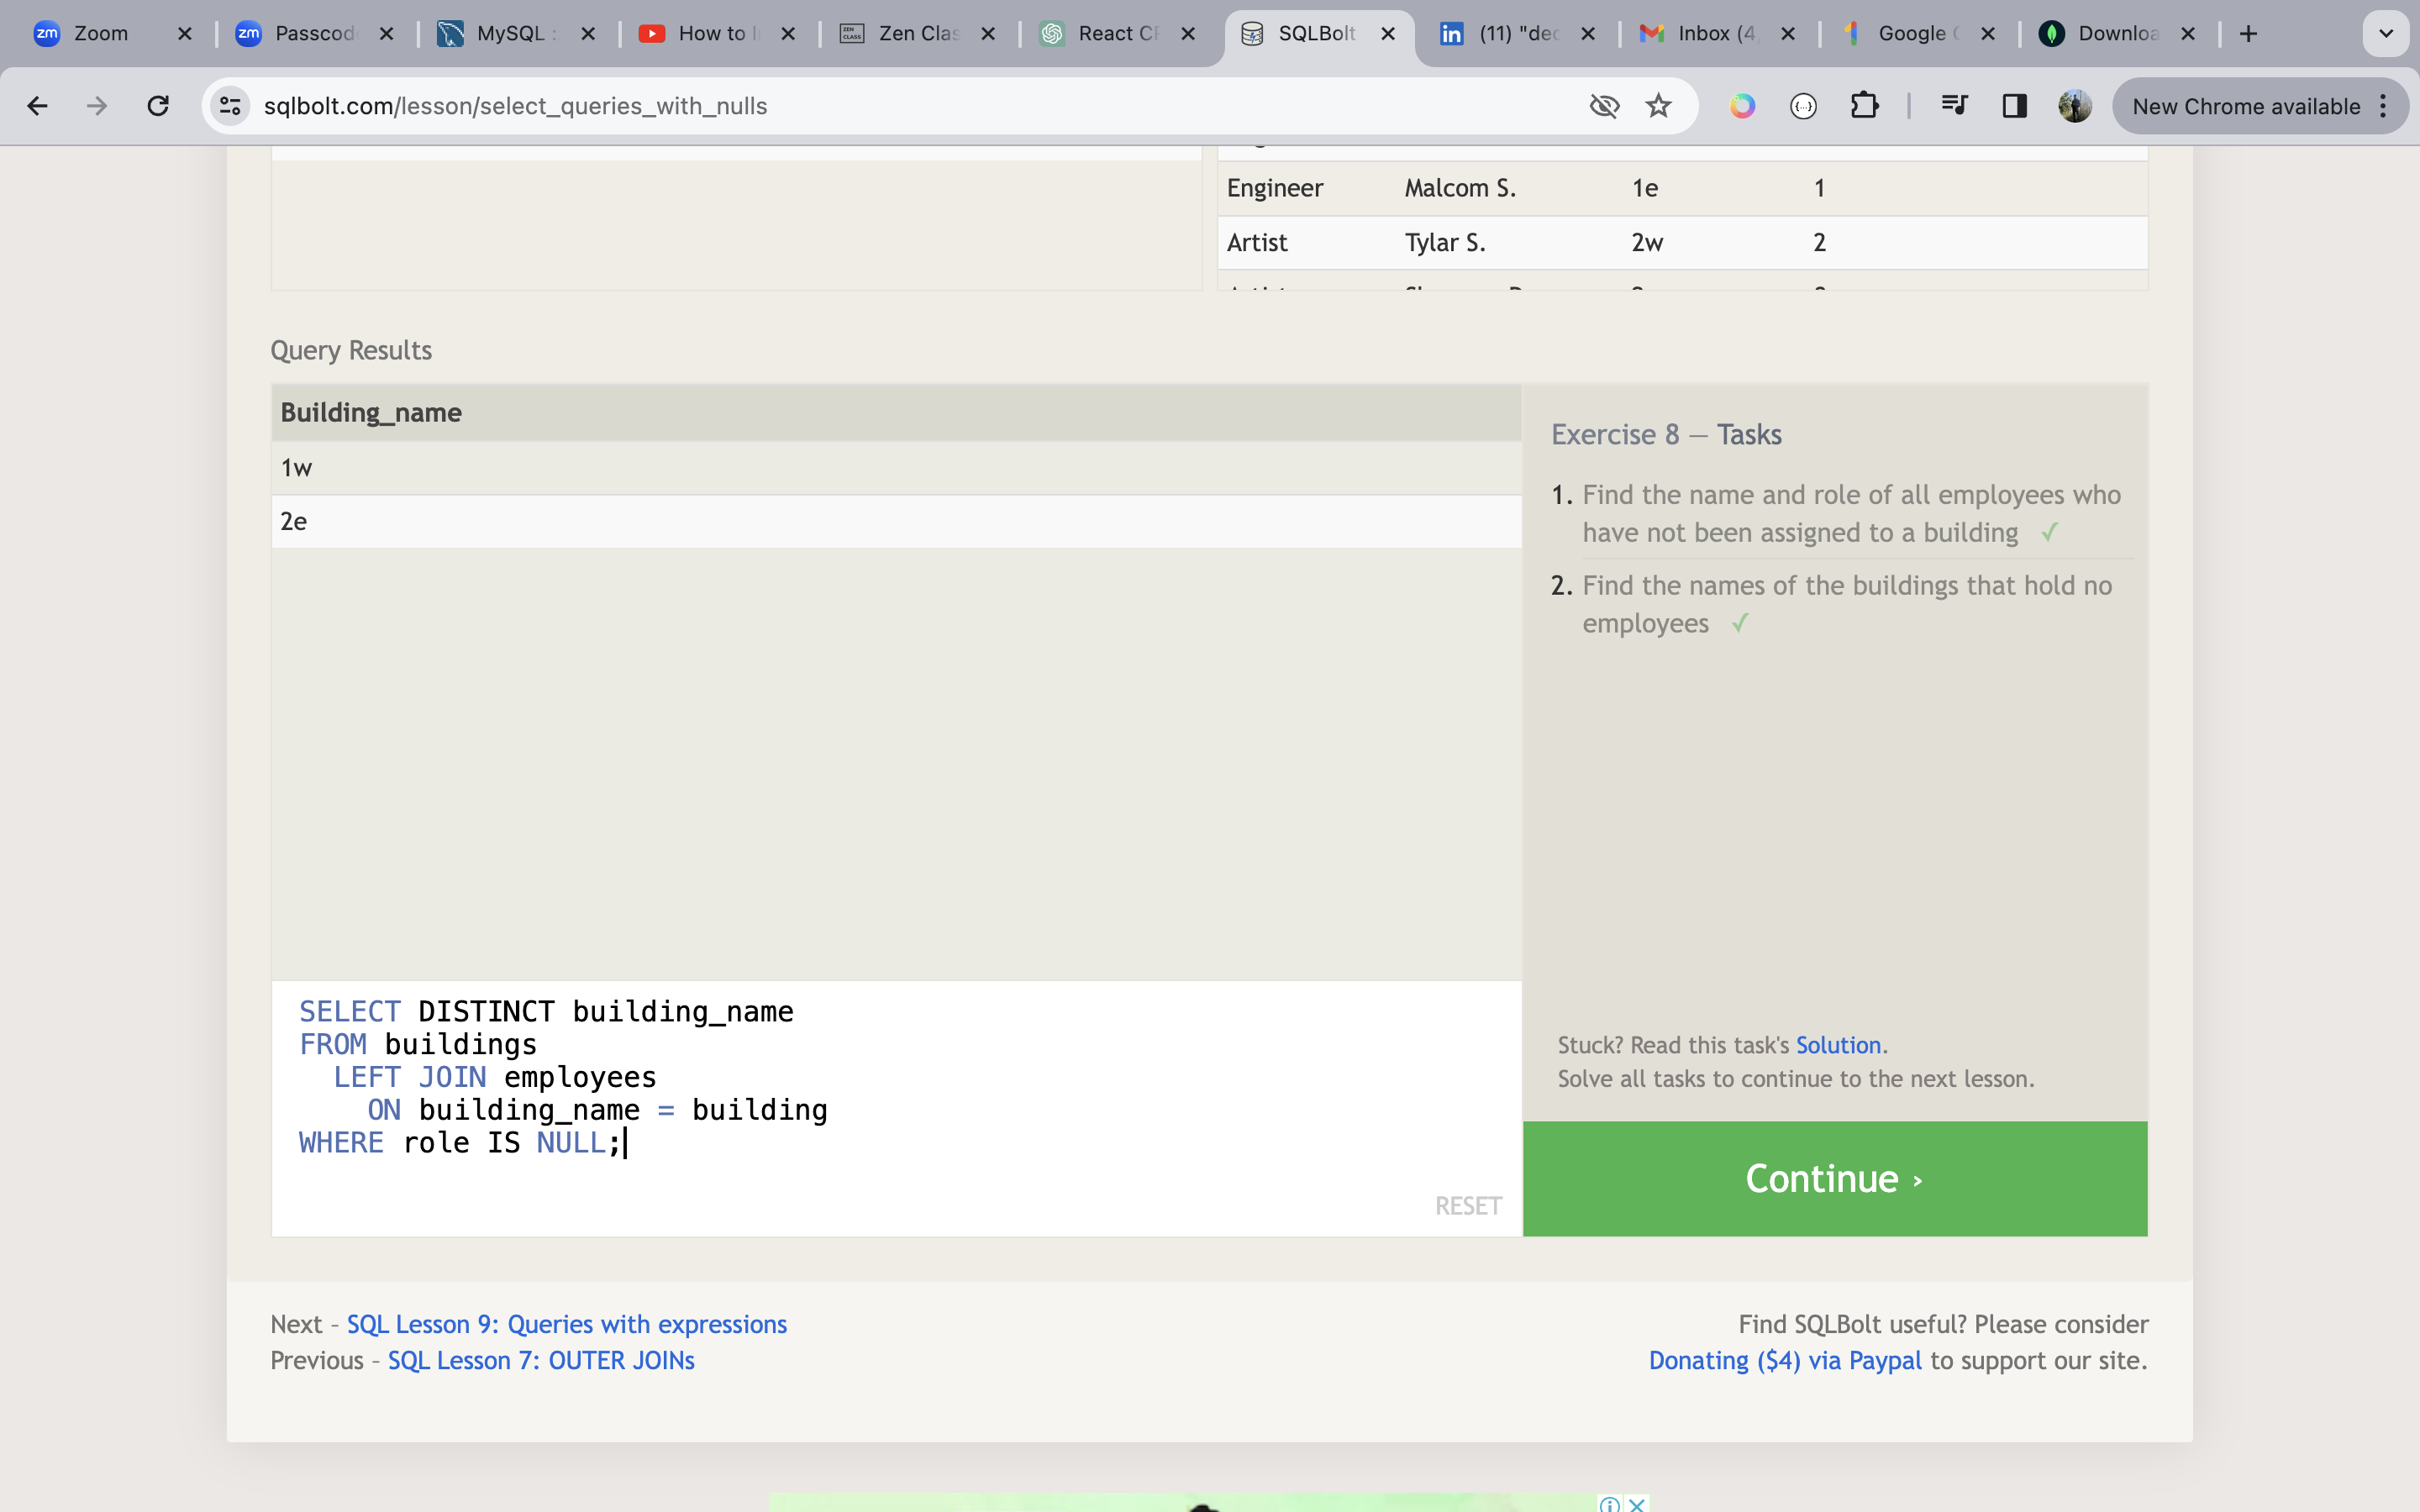 Zoom
Passcod
MySQL :
How to I
Zen Clas
React C
SQLBolt
(11) "dec
Inbox (4,
Google
Downloa
sqlbolt.com/lesson/select_queries_with_nulls
New Chrome available
Engineer Malcom S. 1e 1
Artist Tylar S. 2w 2
Query Results
Building_name
1w
2e
SELECT DISTINCT building_name
FROM buildings
LEFT JOIN employees
ON building_name = building
WHERE role IS NULL;
RESET
Exercise 8 — Tasks
1. Find the name and role of all employees who
have not been assigned to a building ✓
2. Find the names of the buildings that hold no
employees ✓
Stuck? Read this task's Solution.
Solve all tasks to continue to the next lesson.
Continue ›
Next – SQL Lesson 9: Queries with expressions
Previous – SQL Lesson 7: OUTER JOINs
Find SQLBolt useful? Please consider
Donating ($4) via Paypal to support our site.